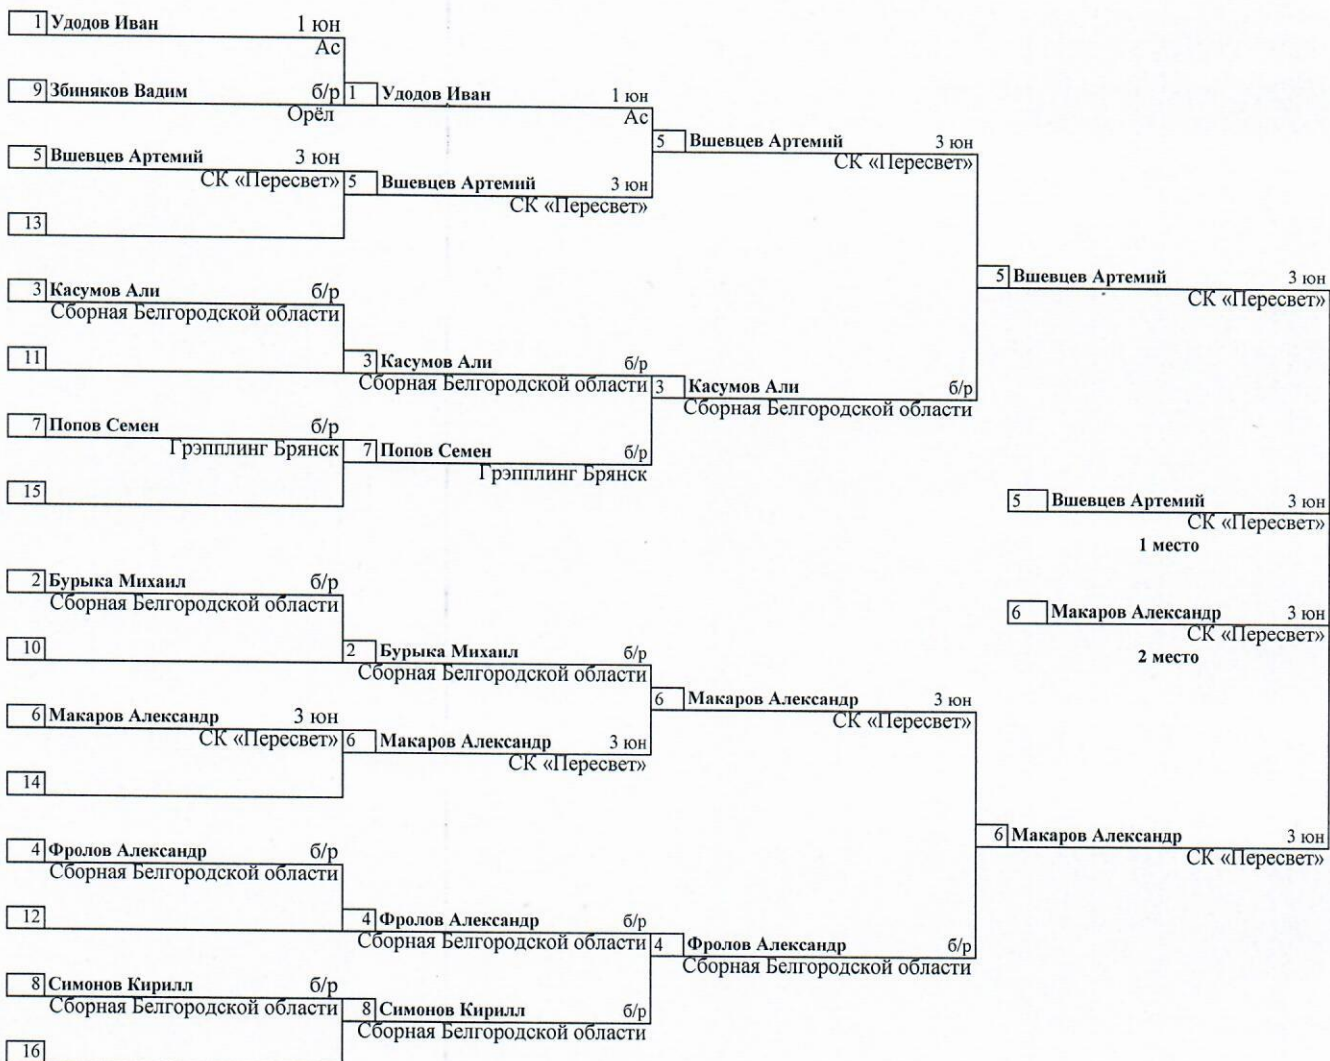 1 Удодов Иван 1 юн
Ас
9 Збиняков Вадим б/р
Орёл
5 Вшевцев Артемий 3 юн
СК «Пересвет»
13
3 Касумов Али б/р
Сборная Белгородской области
11
7 Попов Семен б/р
Грэпплинг Брянск
15
2 Бурыка Михаил б/р
Сборная Белгородской области
10
6 Макаров Александр 3 юн
СК «Пересвет»
14
4 Фролов Александр б/р
Сборная Белгородской области
12
8 Симонов Кирилл б/р
Сборная Белгородской области
16
1 Удодов Иван 1 юн
Ас
5 Вшевцев Артемий 3 юн
СК «Пересвет»
3 Касумов Али б/р
Сборная Белгородской области
7 Попов Семен б/р
Грэпплинг Брянск
2 Бурыка Михаил б/р
Сборная Белгородской области
6 Макаров Александр 3 юн
СК «Пересвет»
4 Фролов Александр б/р
Сборная Белгородской области
8 Симонов Кирилл б/р
Сборная Белгородской области
5 Вшевцев Артемий 3 юн
СК «Пересвет»
3 Касумов Али б/р
Сборная Белгородской области
6 Макаров Александр 3 юн
СК «Пересвет»
4 Фролов Александр б/р
Сборная Белгородской области
5 Вшевцев Артемий 3 юн
СК «Пересвет»
5 Вшевцев Артемий 3 юн
СК «Пересвет»
1 место
6 Макаров Александр 3 юн
СК «Пересвет»
2 место
6 Макаров Александр 3 юн
СК «Пересвет»